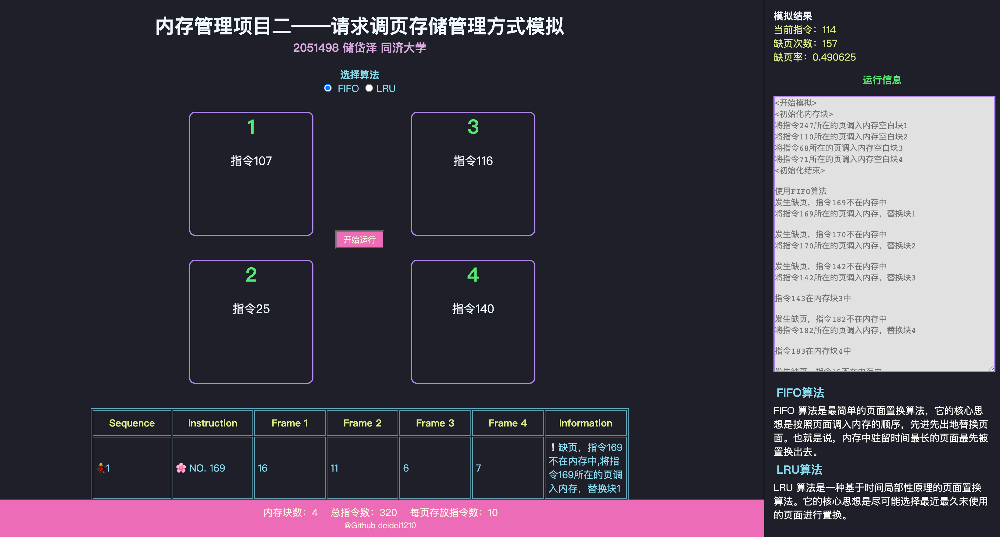 内存管理项目二——请求调页存储管理方式模拟
2051498 储岱泽 同济大学
选择算法
FIFO LRU
1
指令107
3
指令116
开始运行
2
指令25
4
指令140
Sequence Instruction Frame 1 Frame 2 Frame 3 Frame 4 Information
💃1 🌸 NO. 169 16 11 6 7
❗缺页，指令169
不在内存中,将指
令169所在的页调
入内存，替换块1
内存块数：4 总指令数：320 每页存放指令数：10
@Github deidei1210
模拟结果
当前指令：114
缺页次数：157
缺页率：0.490625
运行信息
<开始模拟>
<初始化内存块>
将指令247所在的页调入内存空白块1
将指令110所在的页调入内存空白块2
将指令68所在的页调入内存空白块3
将指令71所在的页调入内存空白块4
<初始化结束>
使用FIFO算法
发生缺页，指令169不在内存中
将指令169所在的页调入内存，替换块1
发生缺页，指令170不在内存中
将指令170所在的页调入内存，替换块2
发生缺页，指令142不在内存中
将指令142所在的页调入内存，替换块3
指令143在内存块3中
发生缺页，指令182不在内存中
将指令182所在的页调入内存，替换块4
指令183在内存块4中
发生缺页，指令15不在内存中
FIFO算法
FIFO 算法是最简单的页面置换算法，它的核心思
想是按照页面调入内存的顺序，先进先出地替换页
面。也就是说，内存中驻留时间最长的页面最先被
置换出去。
LRU算法
LRU 算法是一种基于时间局部性原理的页面置换
算法。它的核心思想是尽可能选择最近最久未使用
的页面进行置换。